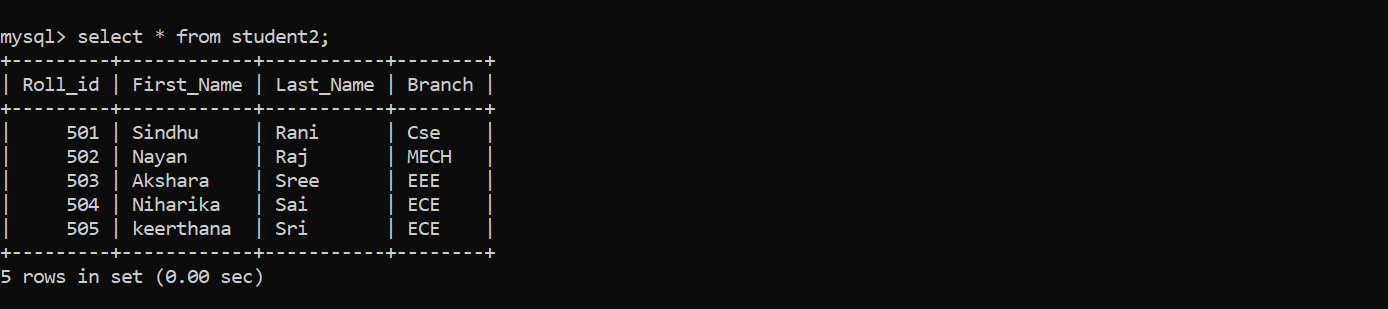 mysql> select * from student2;
+---------+------------+-----------+--------+
| Roll_id | First_Name | Last_Name | Branch |
+---------+------------+-----------+--------+
|     501 | Sindhu     | Rani      | Cse    |
|     502 | Nayan      | Raj       | MECH   |
|     503 | Akshara    | Sree      | EEE    |
|     504 | Niharika   | Sai       | ECE    |
|     505 | keerthana  | Sri       | ECE    |
+---------+------------+-----------+--------+
5 rows in set (0.00 sec)